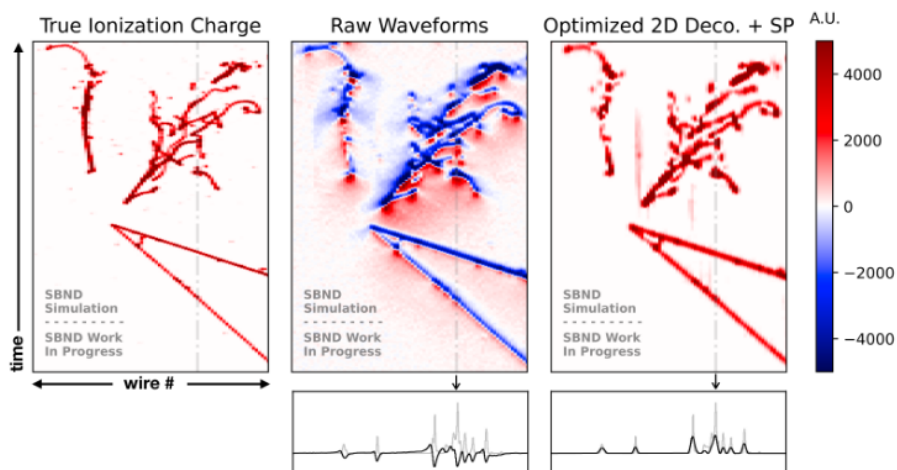 True Ionization Charge
Raw Waveforms
Optimized 2D Deco. + SP
A.U.
time
SBND
Simulation
SBND Work
In Progress
wire #
SBND
Simulation
SBND Work
In Progress
SBND
Simulation
SBND Work
In Progress
4000
2000
0
−2000
−4000